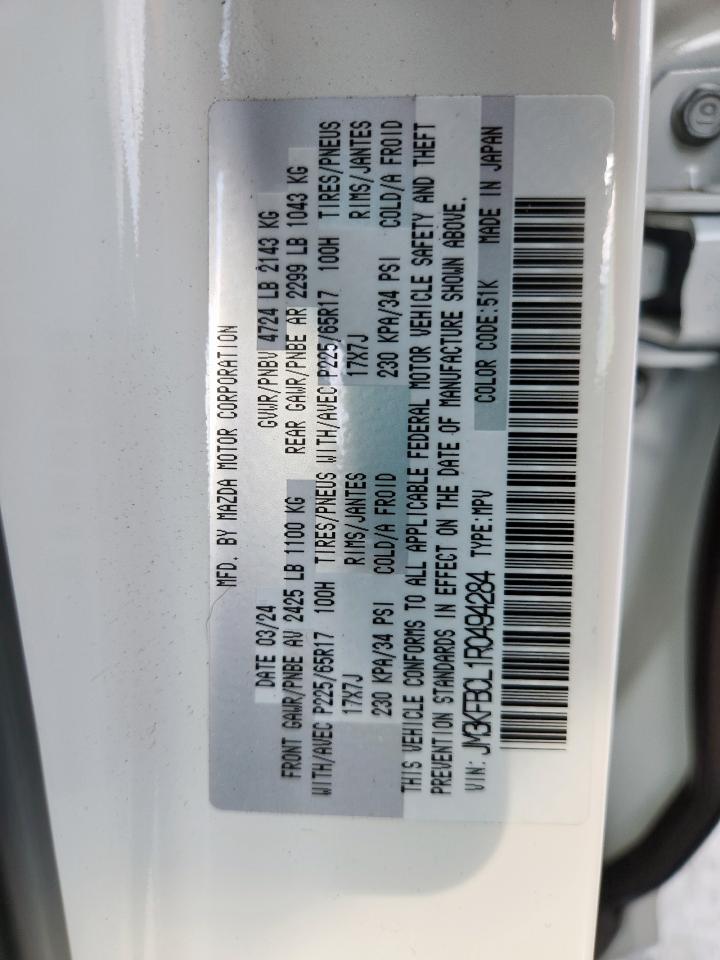 MFD. BY MAZDA MOTOR CORPORATION
DATE 03/24 GVWR/PNBV 4724 LB 2143 KG
FRONT GAWR/PNBE AV 2425 LB 1100 KG REAR GAWR/PNBE AR 2299 LB 1043 KG
WITH/AVEC P225/65R17 100H TIRES/PNEUS WITH/AVEC P225/65R17 100H TIRES/PNEUS
17X7J RIMS/JANTES 17X7J RIMS/JANTES
230 KPA/34 PSI COLD/A FROID 230 KPA/34 PSI COLD/A FROID
THIS VEHICLE CONFORMS TO ALL APPLICABLE FEDERAL MOTOR VEHICLE SAFETY AND THEFT
PREVENTION STANDARDS IN EFFECT ON THE DATE OF MANUFACTURE SHOWN ABOVE.
VIN: JM3KFBCL1R0494284 TYPE:MPV COLOR CODE:51K MADE IN JAPAN